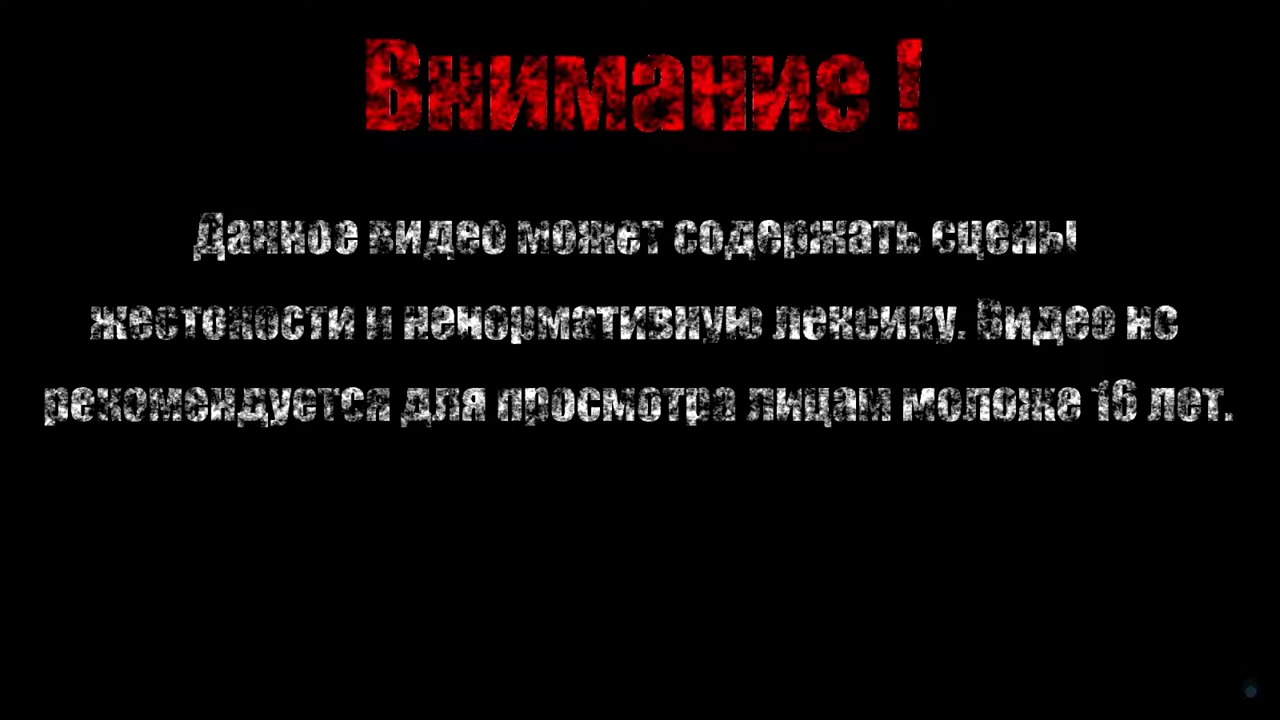 Внимание !
Данное видео может содержать сцены
жестокости и ненормативную лексику. Видео не
рекомендуется для просмотра лицам моложе 16 лет.